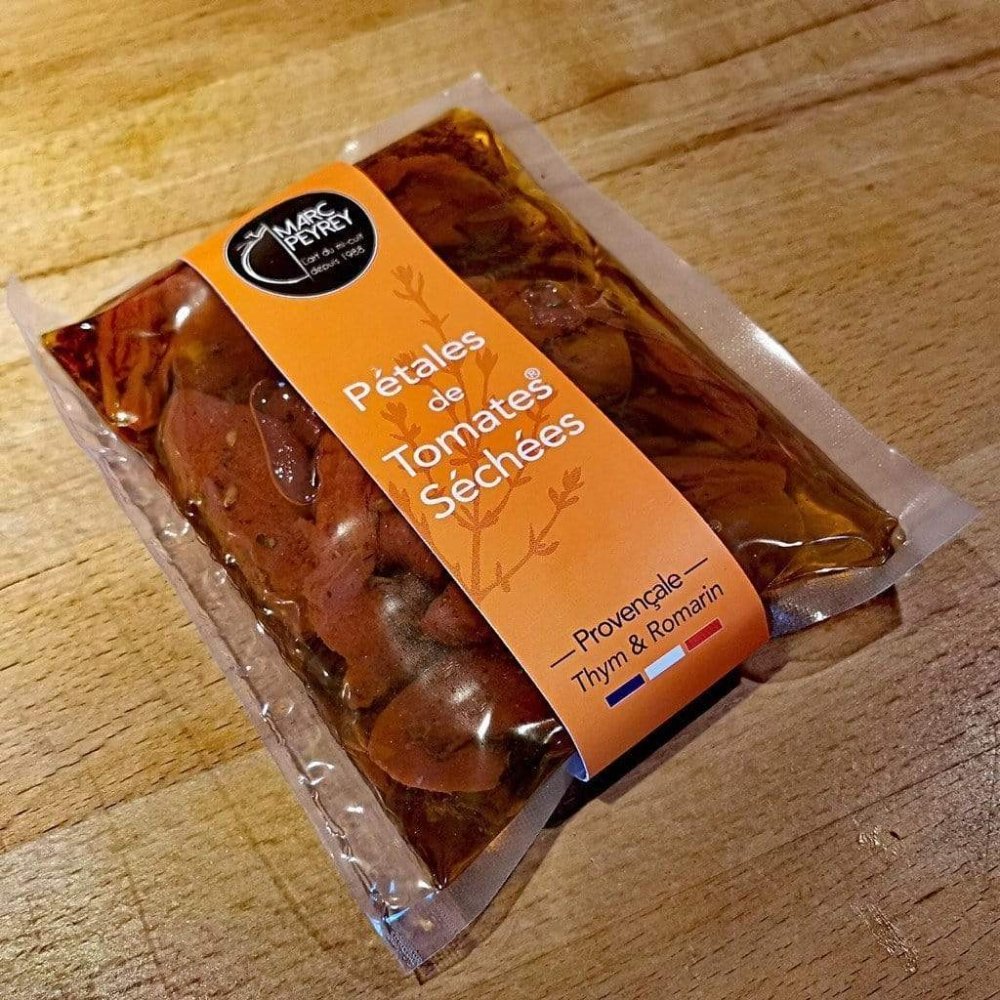 MARC
PEYREY
L'art du mi-cuit
depuis 1988
Pétales
de
Tomates®
Séchées
— Provençale —
Thym & Romarin